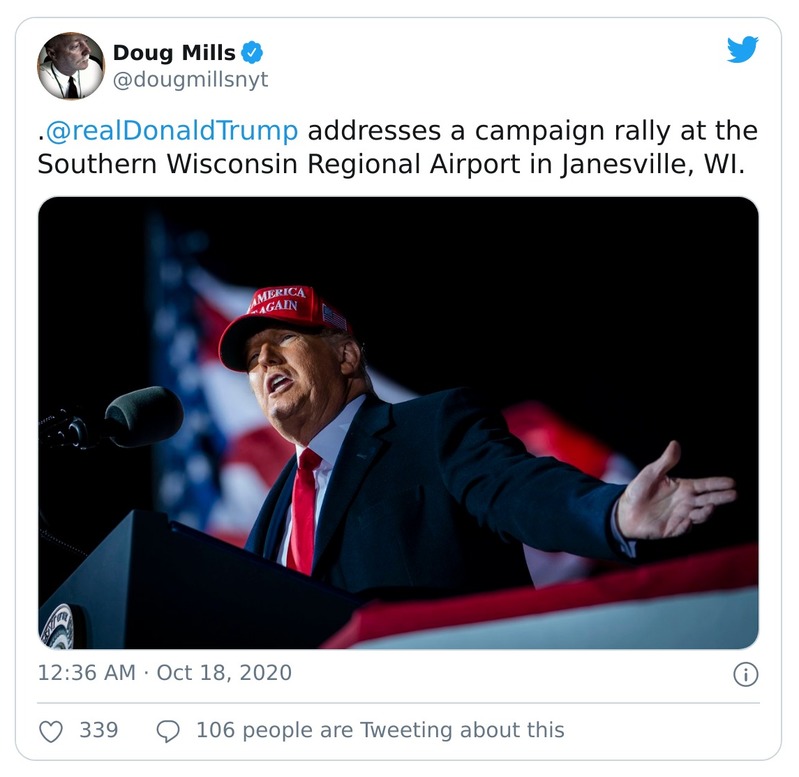 Doug Mills
@dougmillsnyt
.@realDonaldTrump addresses a campaign rally at the
Southern Wisconsin Regional Airport in Janesville, WI.
AMERICA
AGAIN
12:36 AM · Oct 18, 2020
339
106 people are Tweeting about this